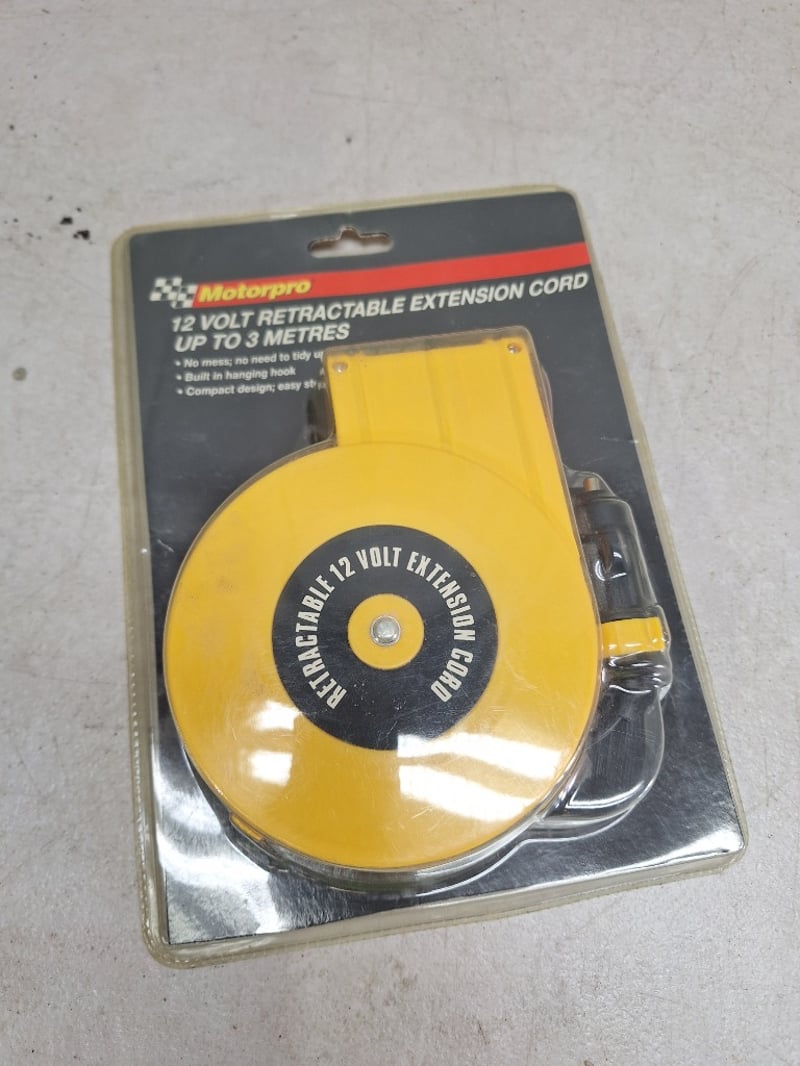 Motorpro
12 VOLT RETRACTABLE EXTENSION CORD
UP TO 3 METRES
• No mess; no need to tidy up
• Built in hanging hook
• Compact design; easy
RETRACTABLE 12 VOLT EXTENSION CORD